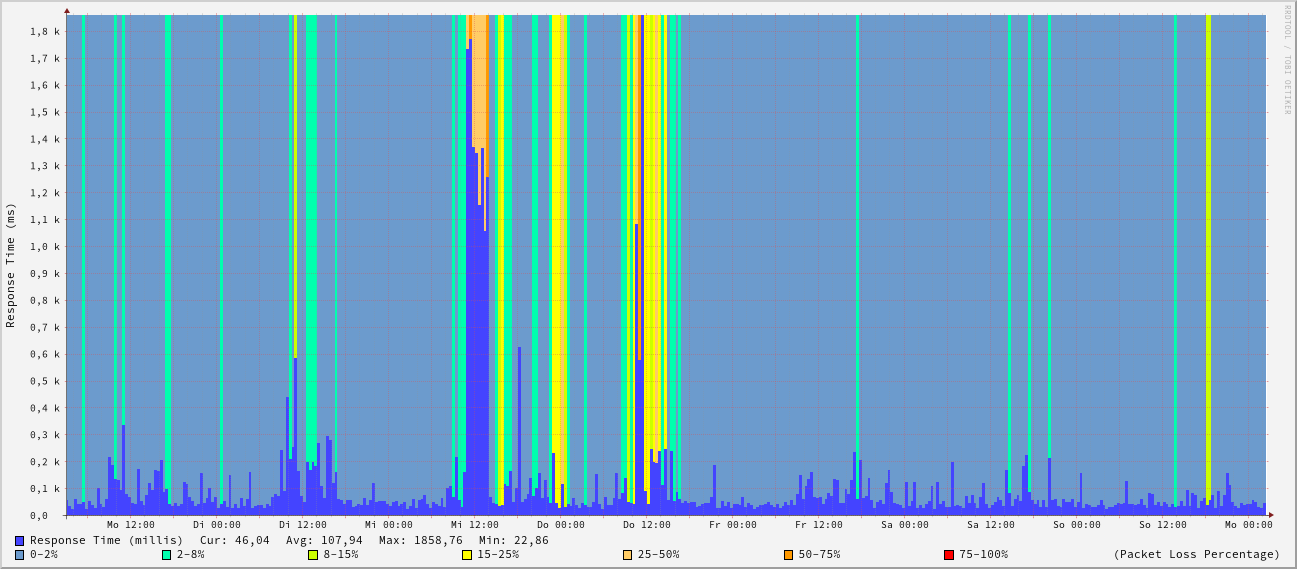 RRDTOOL / TOBI OETIKER
Response Time (ms)
1,8 k
1,7 k
1,6 k
1,5 k
1,4 k
1,3 k
1,2 k
1,1 k
1,0 k
0,9 k
0,8 k
0,7 k
0,6 k
0,5 k
0,4 k
0,3 k
0,2 k
0,1 k
0,0
Mo 12:00 Di 00:00 Di 12:00 Mi 00:00 Mi 12:00 Do 00:00 Do 12:00 Fr 00:00 Fr 12:00 Sa 00:00 Sa 12:00 So 00:00 So 12:00 Mo 00:00
Response Time (millis) Cur: 46,04 Avg: 107,94 Max: 1858,76 Min: 22,86
0-2% 2-8% 8-15% 15-25% 25-50% 50-75% 75-100% (Packet Loss Percentage)